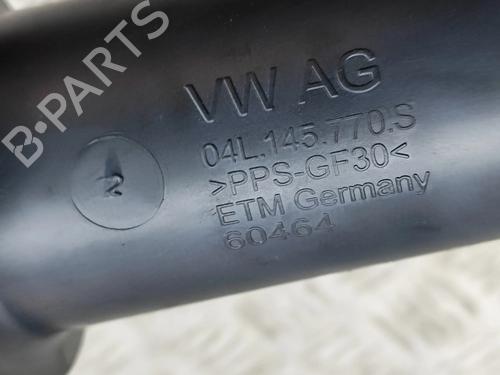 B-PARTS
VW AG
04L.145.770.S
>PPS-GF30<
ETM Germany
60464
2